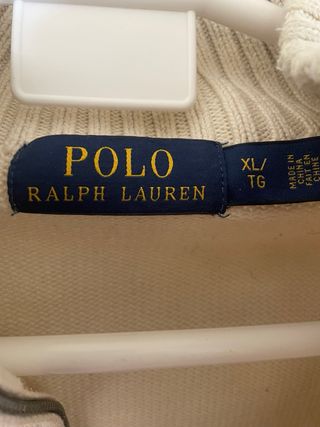 POLO
RALPH LAUREN
XL/
TG
MADE IN
CHINA
FAIT EN
CHINE